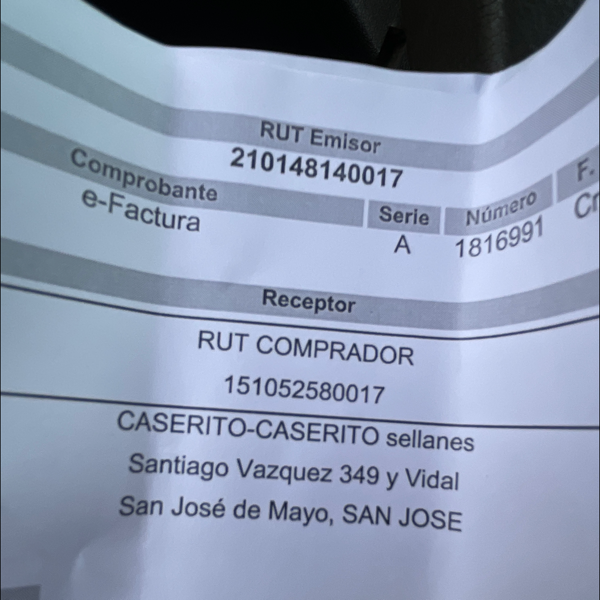 RUT Emisor
210148140017
Comprobante Serie Número F.
e-Factura A 1816991 Cr
Receptor
RUT COMPRADOR
151052580017
CASERITO-CASERITO sellanes
Santiago Vazquez 349 y Vidal
San José de Mayo, SAN JOSE